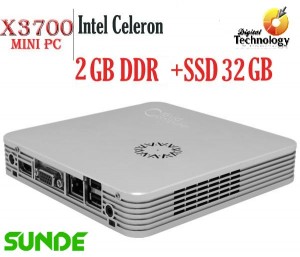 X3700
MINI PC
Intel Celeron
2 GB DDR +SSD 32 GB
Digital
Technology
SUNDE